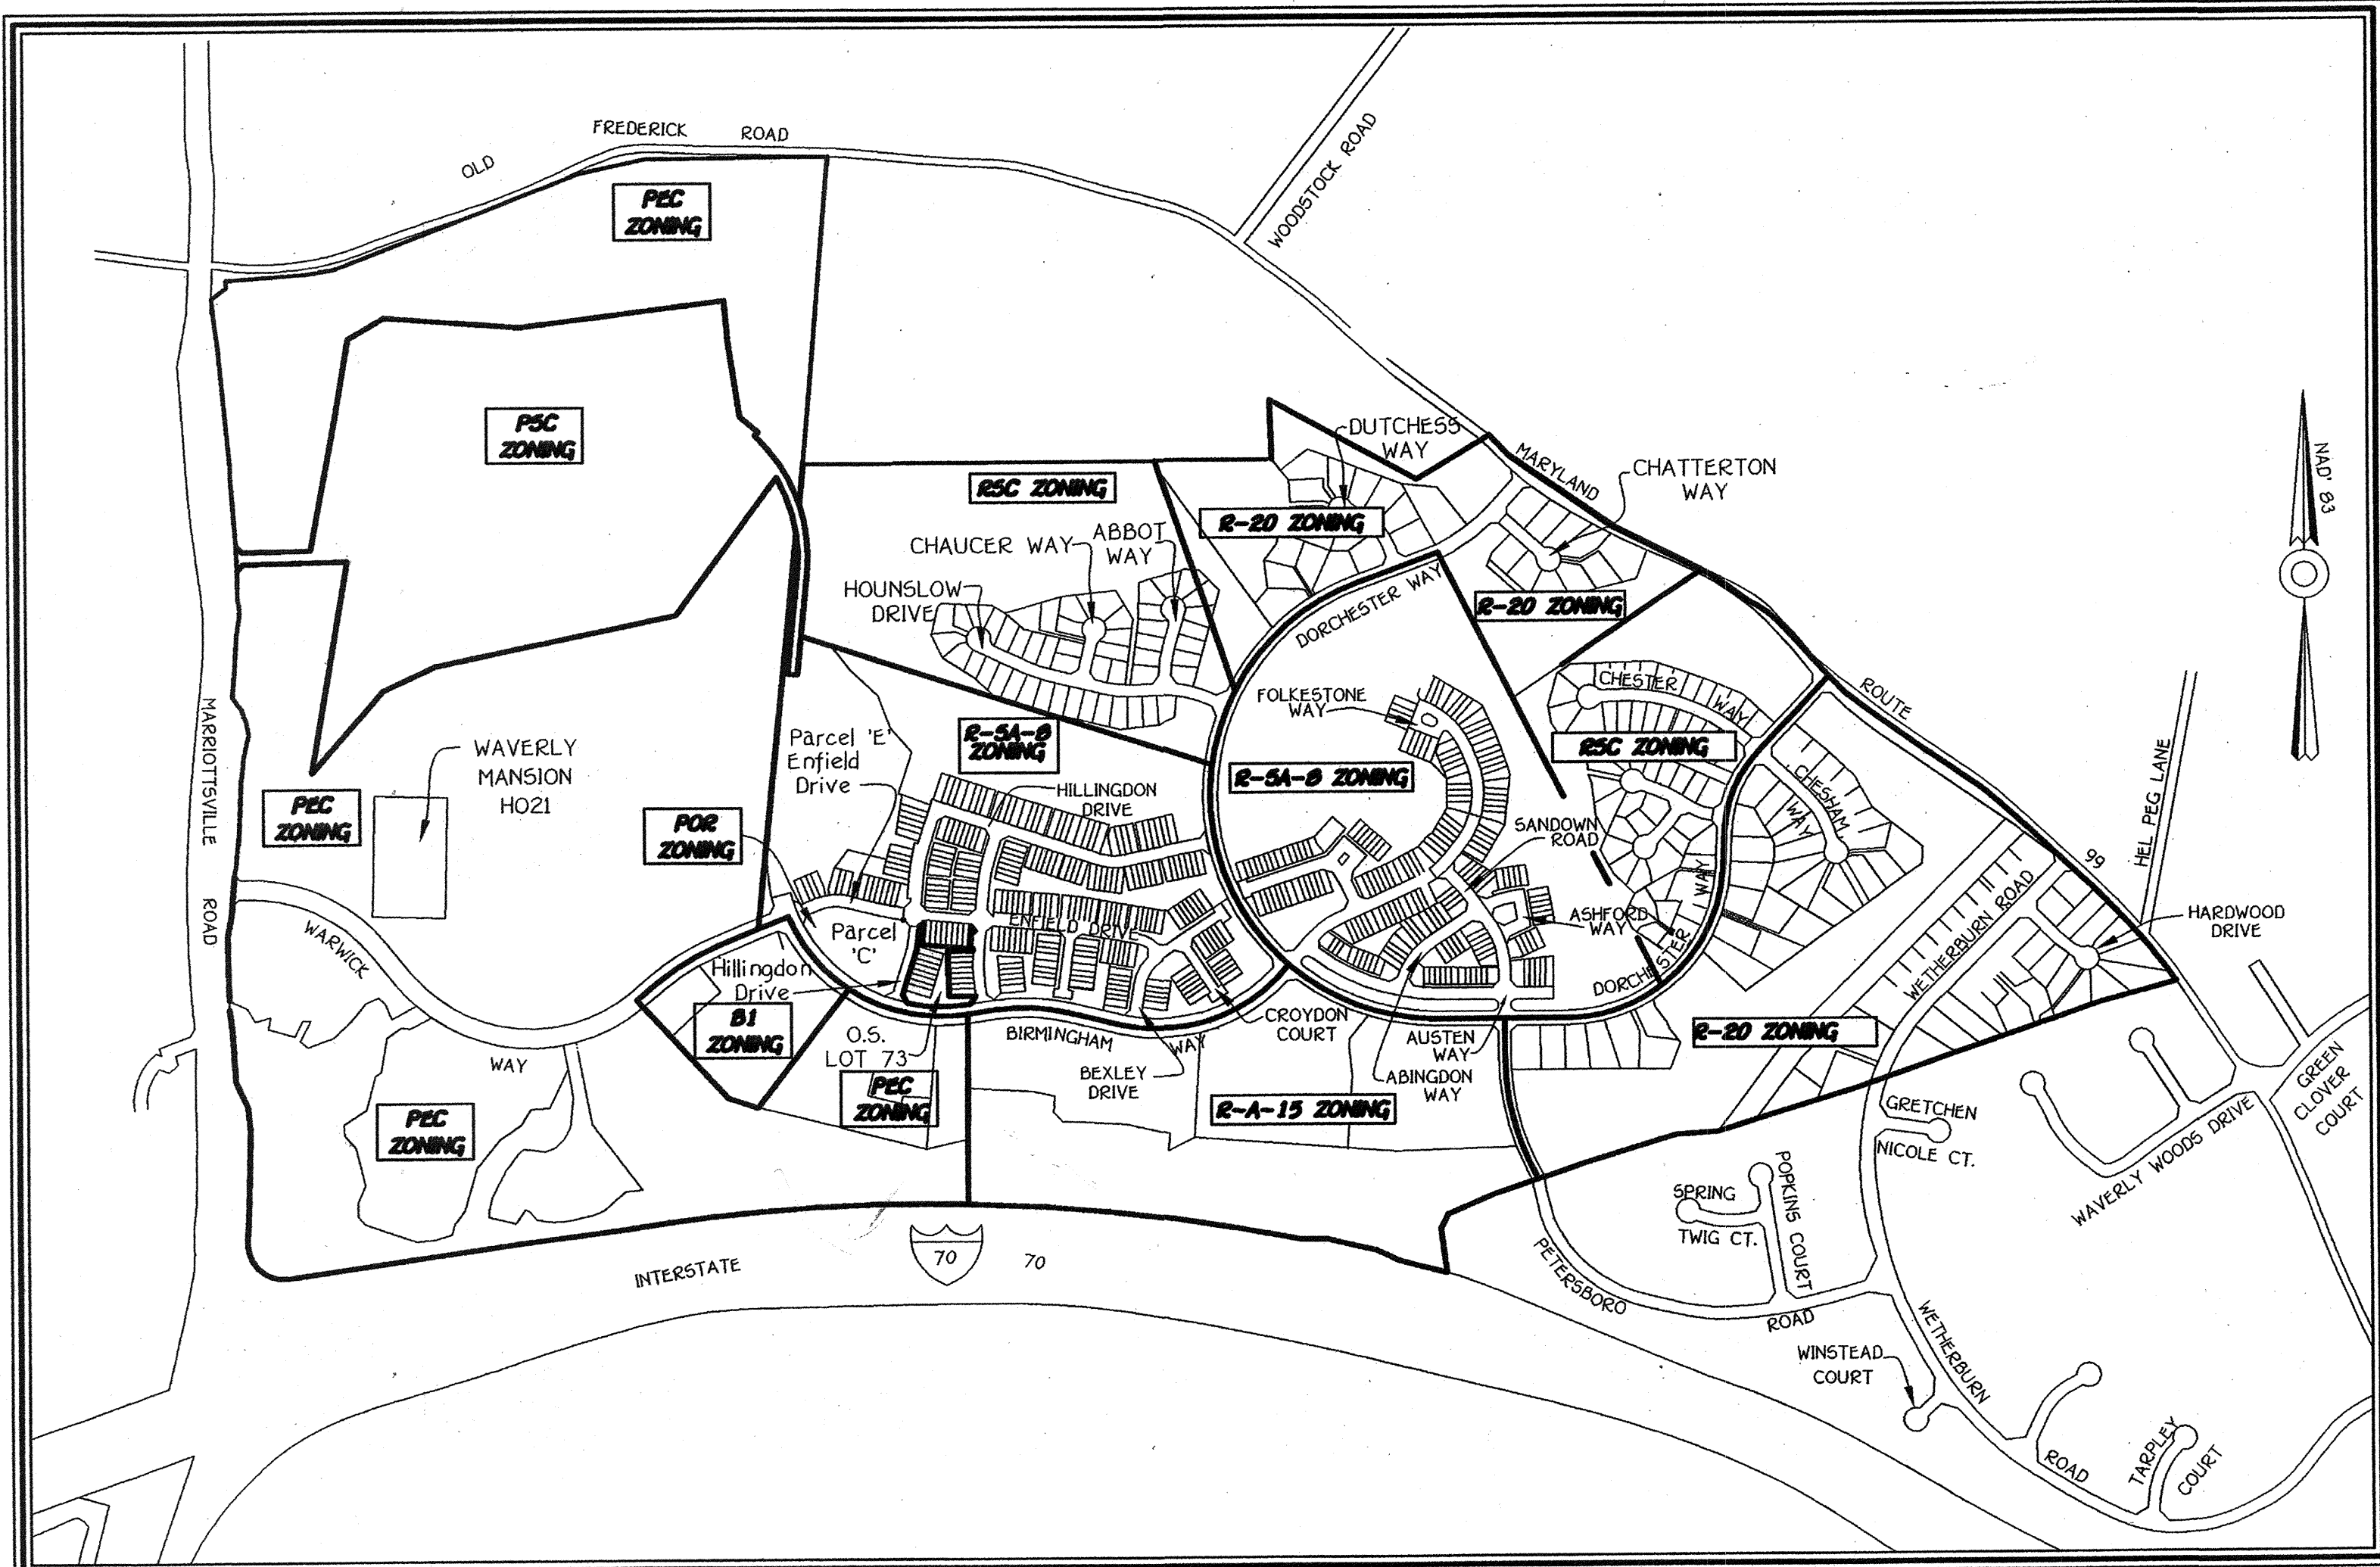 OLD FREDERICK ROAD
WOODSTOCK ROAD
PEC
ZONING
PSC
ZONING
DUTCHESS
WAY
MARYLAND
CHATTERTON
WAY
NAD' 83
RSC ZONING
R-20 ZONING
CHAUCER WAY
ABBOT
WAY
HOUNSLOW
DRIVE
DORCHESTER WAY
R-20 ZONING
FOLKESTONE
WAY
CHESTER WAY
ROUTE
MARRIOTTSVILLE ROAD
WAVERLY
MANSION
HO21
Parcel 'E'
Enfield
Drive
R-SA-8
ZONING
R-SA-8 ZONING
RSC ZONING
HEL PEG LANE
CHESHAM
WAY
HILLINGDON
DRIVE
PEC
ZONING
POR
ZONING
SANDOWN
ROAD
99
WETHERBURN ROAD
HARDWOOD
DRIVE
ENFIELD DRIVE
ASHFORD
WAY
WARWICK
WAY
Parcel
'C'
Hillingdon
Drive
DORCHESTER WAY
B1
ZONING
O.S.
LOT 73
BIRMINGHAM WAY
CROYDON
COURT
AUSTEN
WAY
R-20 ZONING
BEXLEY
DRIVE
ABINGDON
WAY
PEC
ZONING
PEC
ZONING
R-A-15 ZONING
GREEN
CLOVER
COURT
GRETCHEN
NICOLE CT.
WAVERLY WOODS DRIVE
POPKINS COURT
SPRING
TWIG CT.
INTERSTATE
70
70
PETERSBORO
ROAD
WETHERBURN
ROAD
WINSTEAD
COURT
TARPLEY
COURT